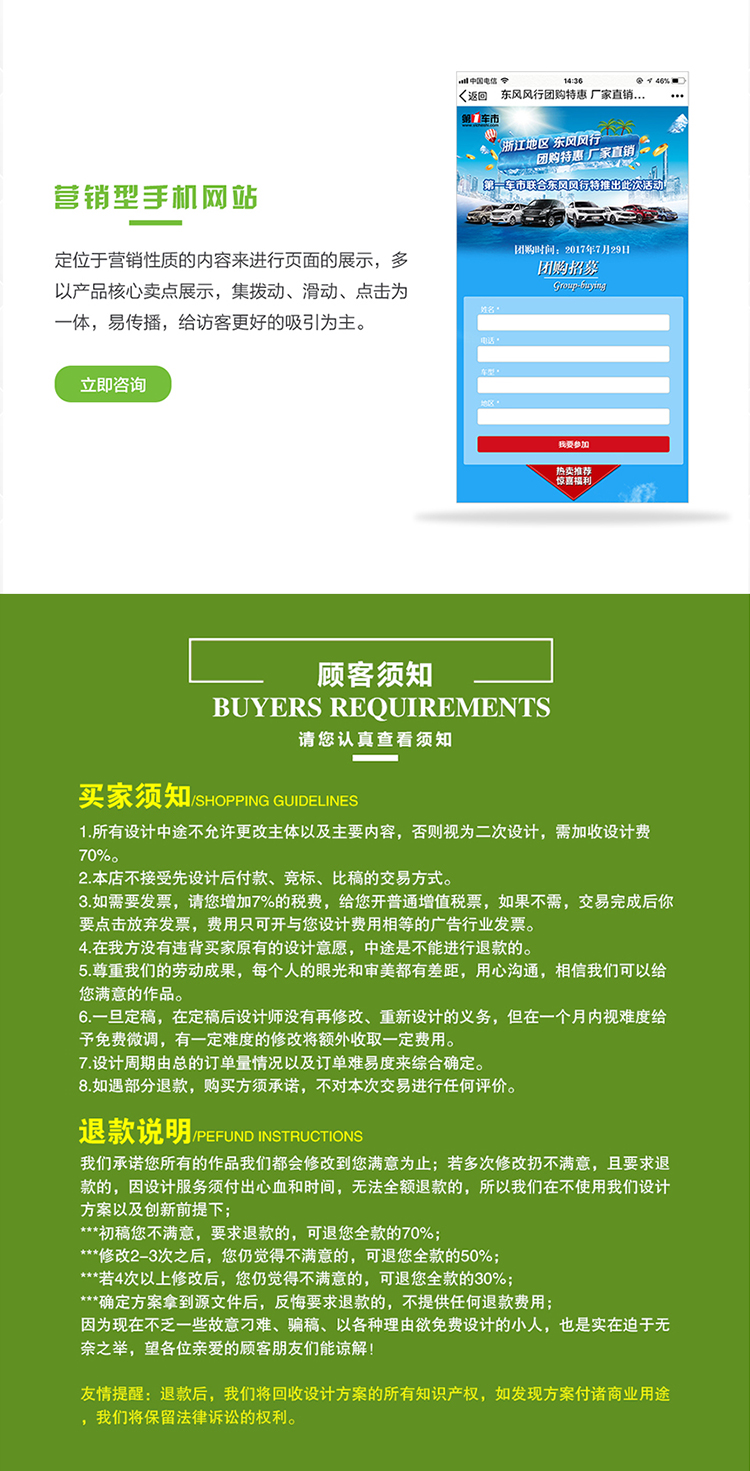 营销型手机网站
定位于营销性质的内容来进行页面的展示，多
以产品核心卖点展示，集拨动、滑动、点击为
一体，易传播，给访客更好的吸引为主。
立即咨询
中国电信
14:36
46%
返回
东风风行团购特惠 厂家直销...
第1车市
浙江地区 东风风行
团购特惠 厂家直销
第一车市联合东风风行特推出此次活动
团购时间：2017年7月29日
团购招募
Group-buying
姓名 *
电话 *
车型 *
地区 *
我要参加
热卖推荐
惊喜福利
顾客须知
BUYERS REQUIREMENTS
请您认真查看须知
买家须知/SHOPPING GUIDELINES
1.所有设计中途不允许更改主体以及主要内容，否则视为二次设计，需加收设计费
70%。
2.本店不接受先设计后付款、竞标、比稿的交易方式。
3.如需要发票，请您增加7%的税费，给您开普通增值税票，如果不需，交易完成后你
要点击放弃发票，费用只可开与您设计费用相等的广告行业发票。
4.在我方没有违背买家原有的设计意愿，中途是不能进行退款的。
5.尊重我们的劳动成果，每个人的眼光和审美都有差距，用心沟通，相信我们可以给
您满意的作品。
6.一旦定稿，在定稿后设计师没有再修改、重新设计的义务，但在一个月内视难度给
予免费微调，有一定难度的修改将额外收取一定费用。
7.设计周期由总的订单量情况以及订单难易度来综合确定。
8.如遇部分退款，购买方须承诺，不对本次交易进行任何评价。
退款说明/PEFUND INSTRUCTIONS
我们承诺您所有的作品我们都会修改到您满意为止；若多次修改扔不满意，且要求退
款的，因设计服务须付出心血和时间，无法全额退款的，所以我们在不使用我们设计
方案以及创新前提下；
***初稿您不满意，要求退款的，可退您全款的70%；
***修改2-3次之后，您仍觉得不满意的，可退您全款的50%；
***若4次以上修改后，您仍觉得不满意的，可退您全款的30%；
***确定方案拿到源文件后，反悔要求退款的，不提供任何退款费用；
因为现在不乏一些故意刁难、骗稿、以各种理由欲免费设计的小人，也是实在迫于无
奈之举，望各位亲爱的顾客朋友们能谅解！
友情提醒：退款后，我们将回收设计方案的所有知识产权，如发现方案付诸商业用途
，我们将保留法律诉讼的权利。